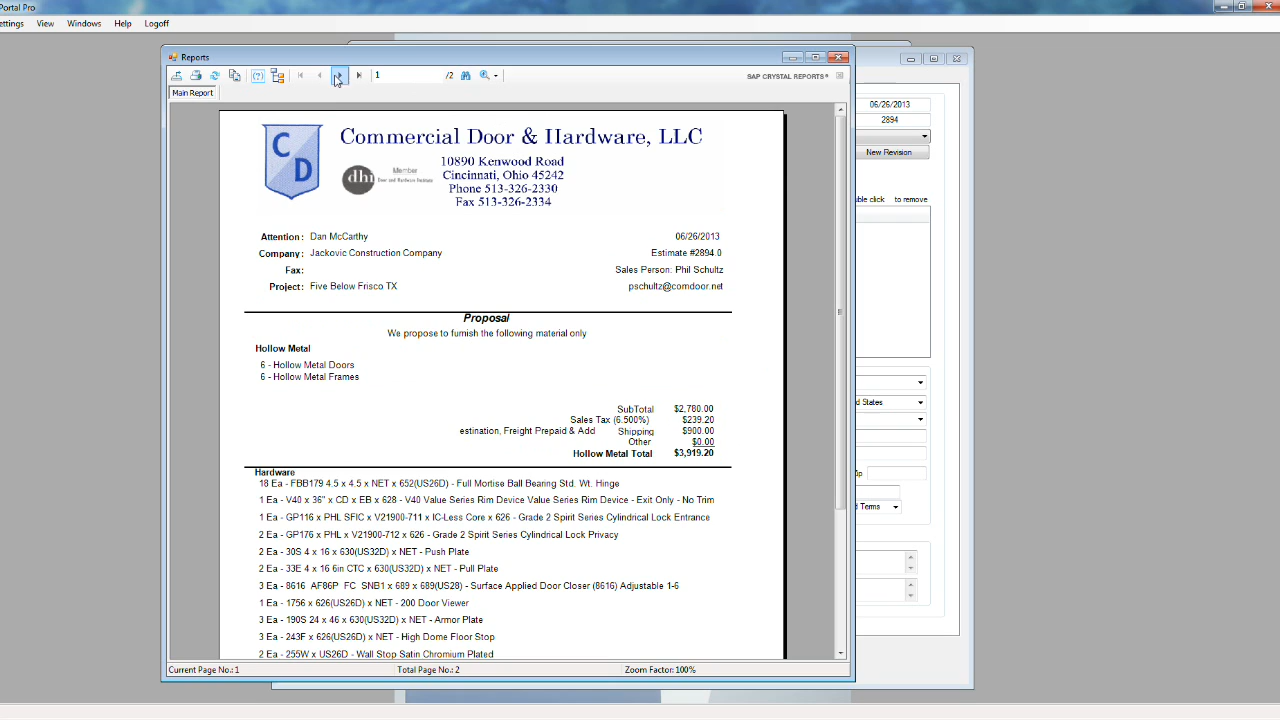 Portal Pro
ettings View Windows Help Logoff
Reports
1 /2 SAP CRYSTAL REPORTS®
Main Report
CD
Commercial Door & Hardware, LLC
dhi Member
Door and Hardware Institute
10890 Kenwood Road
Cincinnati, Ohio 45242
Phone 513-326-2330
Fax 513-326-2334
Attention : Dan McCarthy 06/26/2013
Company : Jackovic Construction Company Estimate #2894.0
Fax: Sales Person: Phil Schultz
Project : Five Below Frisco TX pschultz@comdoor.net
Proposal
We propose to furnish the following material only
Hollow Metal
6 - Hollow Metal Doors
6 - Hollow Metal Frames
SubTotal $2,780.00
Sales Tax (6.500%) $239.20
estination, Freight Prepaid & Add Shipping $900.00
Other $0.00
Hollow Metal Total $3,919.20
Hardware
18 Ea - FBB179 4.5 x 4.5 x NET x 652(US26D) - Full Mortise Ball Bearing Std. Wt. Hinge
1 Ea - V40 x 36" x CD x EB x 628 - V40 Value Series Rim Device Value Series Rim Device - Exit Only - No Trim
1 Ea - GP116 x PHL SFIC x V21900-711 x IC-Less Core x 626 - Grade 2 Spirit Series Cylindrical Lock Entrance
2 Ea - GP176 x PHL x V21900-712 x 626 - Grade 2 Spirit Series Cylindrical Lock Privacy
2 Ea - 30S 4 x 16 x 630(US32D) x NET - Push Plate
2 Ea - 33E 4 x 16 6in CTC x 630(US32D) x NET - Pull Plate
3 Ea - 8616 AF86P FC SNB1 x 689 x 689(US28) - Surface Applied Door Closer (8616) Adjustable 1-6
1 Ea - 1756 x 626(US26D) x NET - 200 Door Viewer
3 Ea - 190S 24 x 46 x 630(US32D) x NET - Armor Plate
3 Ea - 243F x 626(US26D) x NET - High Dome Floor Stop
2 Ea - 255W x US26D - Wall Stop Satin Chromium Plated
Current Page No.: 1 Total Page No.: 2 Zoom Factor: 100%
06/26/2013
2894
New Revision
uble click to remove
d States
ip
d Terms